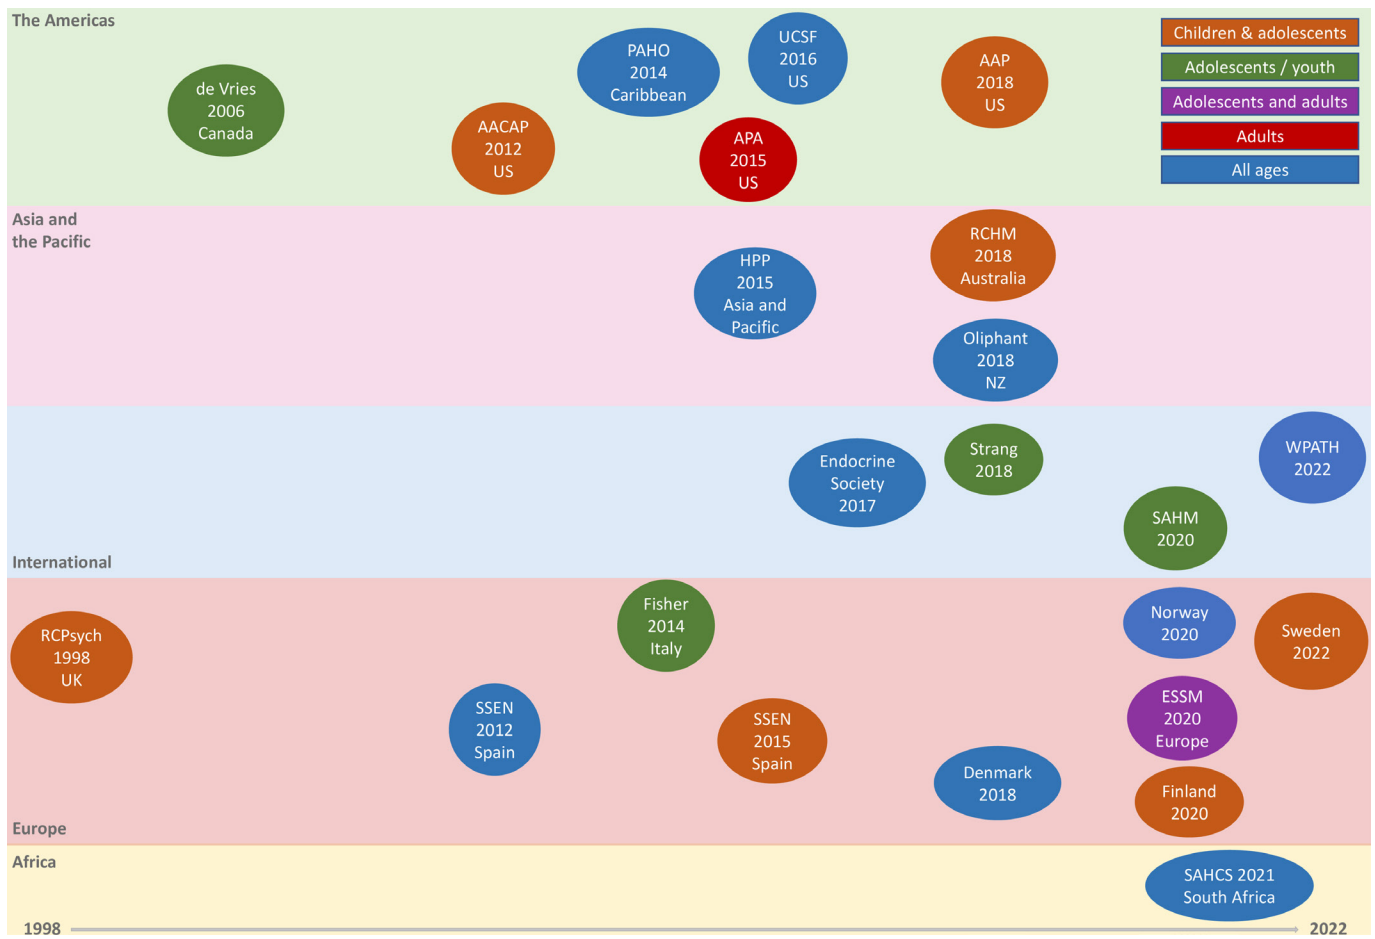 The Americas
de Vries
2006
Canada
AACAP
2012
US
PAHO
2014
Caribbean
UCSF
2016
US
APA
2015
US
AAP
2018
US
Children & adolescents
Adolescents / youth
Adolescents and adults
Adults
All ages
Asia and
the Pacific
HPP
2015
Asia and
Pacific
RCHM
2018
Australia
Oliphant
2018
NZ
International
Endocrine
Society
2017
Strang
2018
SAHM
2020
WPATH
2022
Europe
RCPsych
1998
UK
SSEN
2012
Spain
Fisher
2014
Italy
SSEN
2015
Spain
Denmark
2018
Norway
2020
ESSM
2020
Europe
Finland
2020
Sweden
2022
Africa
SAHCS 2021
South Africa
1998
2022